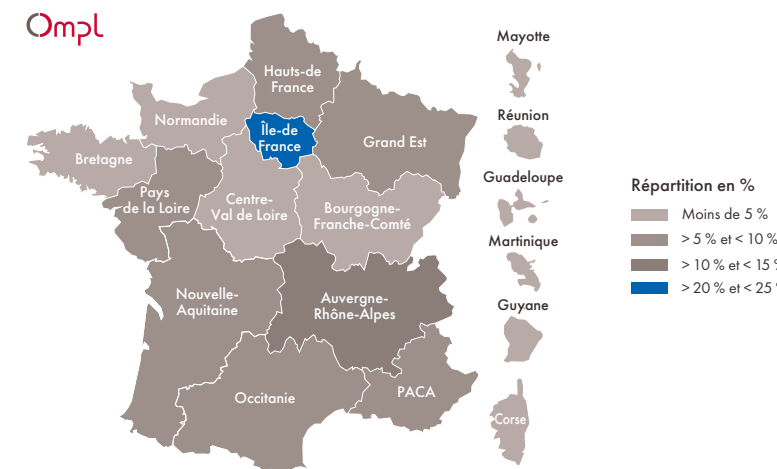 Ompl
Mayotte
Hauts-de
France
Normandie
Île-de
France
Réunion
Grand Est
Bretagne
Guadeloupe
Pays
de la Loire
Centre-
Val de Loire
Bourgogne-
Franche-Comté
Répartition en %
Moins de 5 %
> 5 % et < 10 %
> 10 % et < 15 %
> 20 % et < 25 %
Martinique
Nouvelle-
Aquitaine
Auvergne-
Rhône-Alpes
Guyane
Occitanie
PACA
Corse